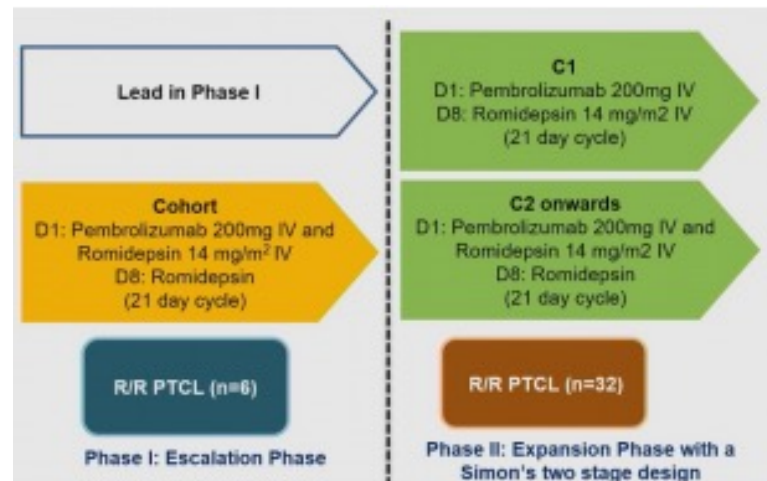 Lead in Phase I
Cohort
D1: Pembrolizumab 200mg IV and
Romidepsin 14 mg/m² IV
D8: Romidepsin
(21 day cycle)
R/R PTCL (n=6)
Phase I: Escalation Phase
C1
D1: Pembrolizumab 200mg IV
D8: Romidepsin 14 mg/m2 IV
(21 day cycle)
C2 onwards
D1: Pembrolizumab 200mg IV and
Romidepsin 14 mg/m2 IV
D8: Romidepsin
(21 day cycle)
R/R PTCL (n=32)
Phase II: Expansion Phase with a
Simon's two stage design